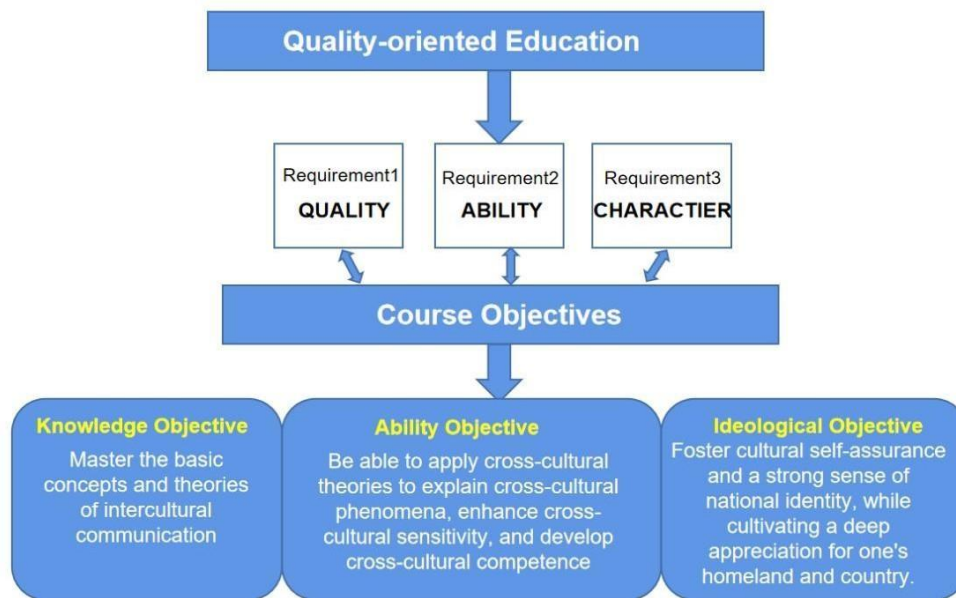 Quality-oriented Education
Requirement1
QUALITY
Requirement2
ABILITY
Requirement3
CHARACTIER
Course Objectives
Knowledge Objective
Master the basic
concepts and theories
of intercultural
communication
Ability Objective
Be able to apply cross-cultural
theories to explain cross-cultural
phenomena, enhance cross-
cultural sensitivity, and develop
cross-cultural competence
Ideological Objective
Foster cultural self-assurance
and a strong sense of
national identity, while
cultivating a deep
appreciation for one's
homeland and country.